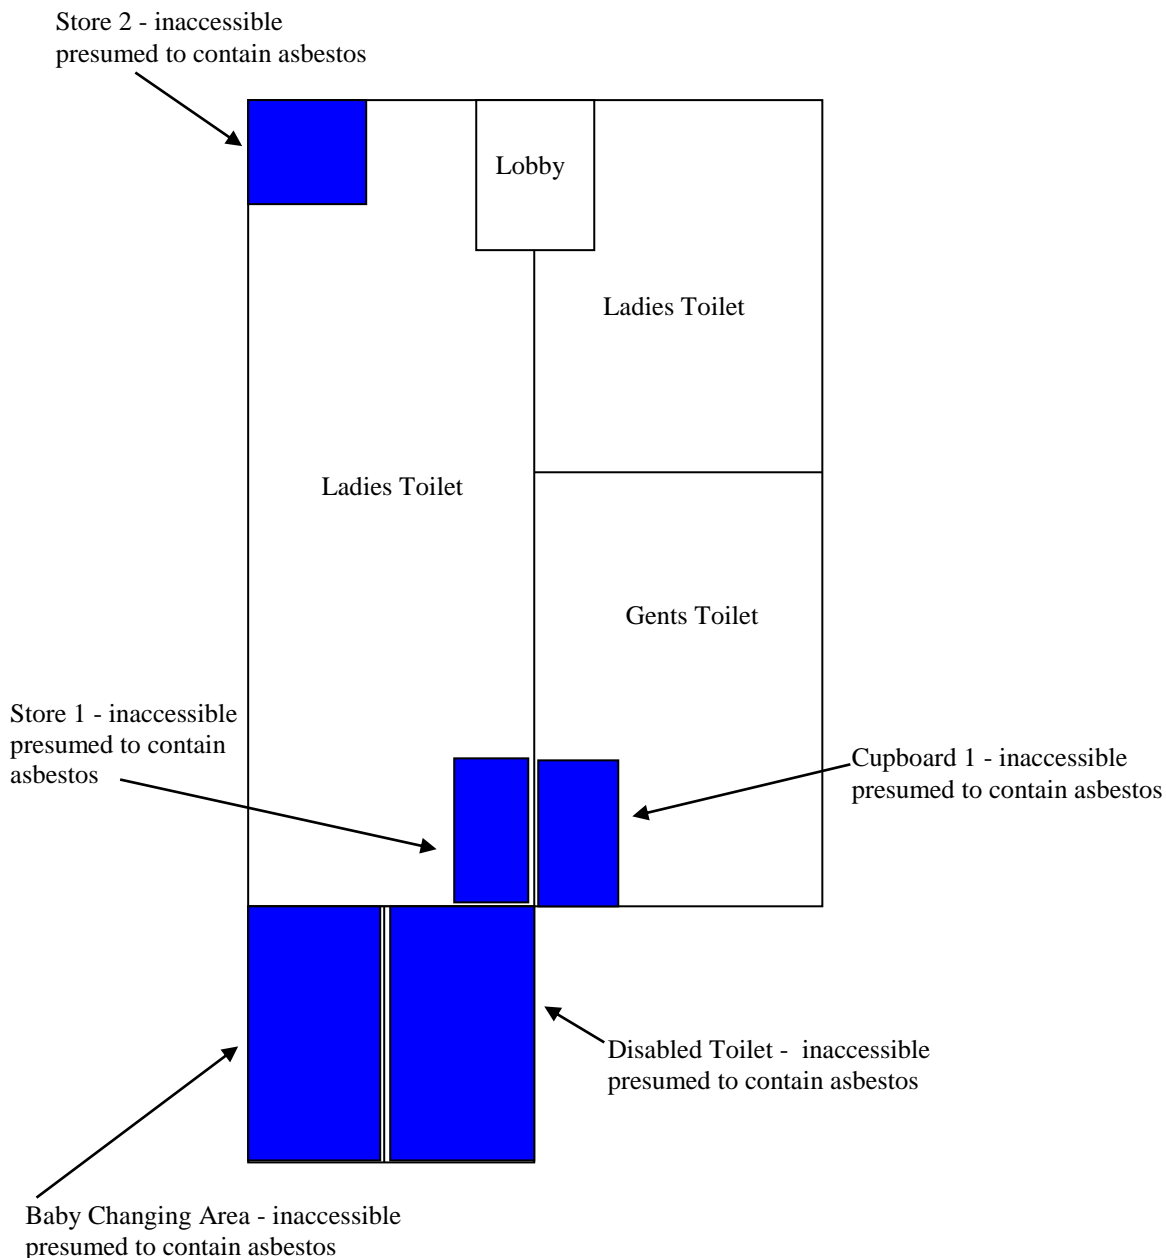 Store 2 - inaccessible
presumed to contain asbestos
Lobby
Ladies Toilet
Ladies Toilet
Gents Toilet
Store 1 - inaccessible
presumed to contain
asbestos
Cupboard 1 - inaccessible
presumed to contain asbestos
Disabled Toilet -  inaccessible
presumed to contain asbestos
Baby Changing Area - inaccessible
presumed to contain asbestos